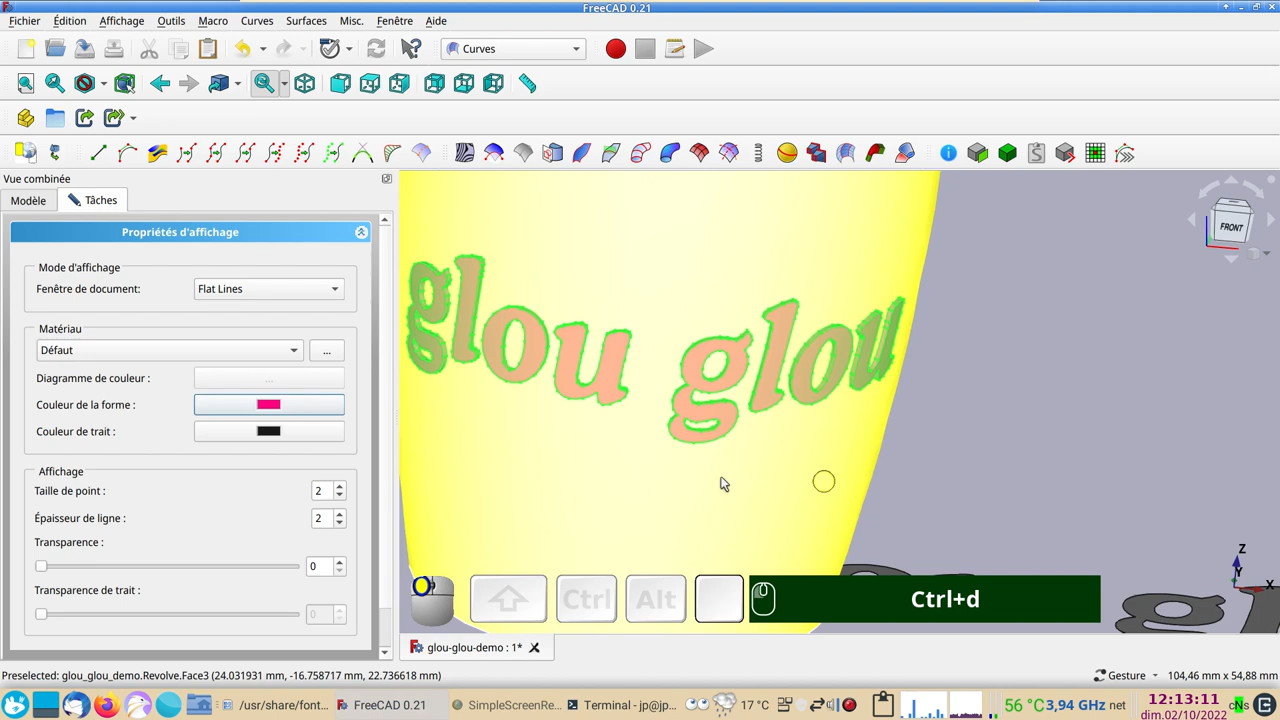 FreeCAD 0.21
Fichier Édition Affichage Outils Macro Curves Surfaces Misc. Fenêtre Aide
Curves
Vue combinée
Modèle Tâches
Propriétés d'affichage
Mode d'affichage
Fenêtre de document: Flat Lines
Matériau
Défaut ...
Diagramme de couleur : ...
Couleur de la forme :
Couleur de trait :
Affichage
Taille de point : 2
Épaisseur de ligne : 2
Transparence :
0
Transparence de trait :
0
glou glou
FRONT
Z
Y
X
Ctrl Alt
Ctrl+d
glou-glou-demo : 1*
Preselected: glou_glou_demo.Revolve.Face3 (24.031931 mm, -16.758717 mm, 22.736618 mm)
Gesture 104,46 mm x 54,88 mm
/usr/share/font... FreeCAD 0.21 SimpleScreenRe... Terminal - jp@jp... 17 °C 56 °C 3,94 GHz net 12:13:11 cNs
dim.02/10/2022